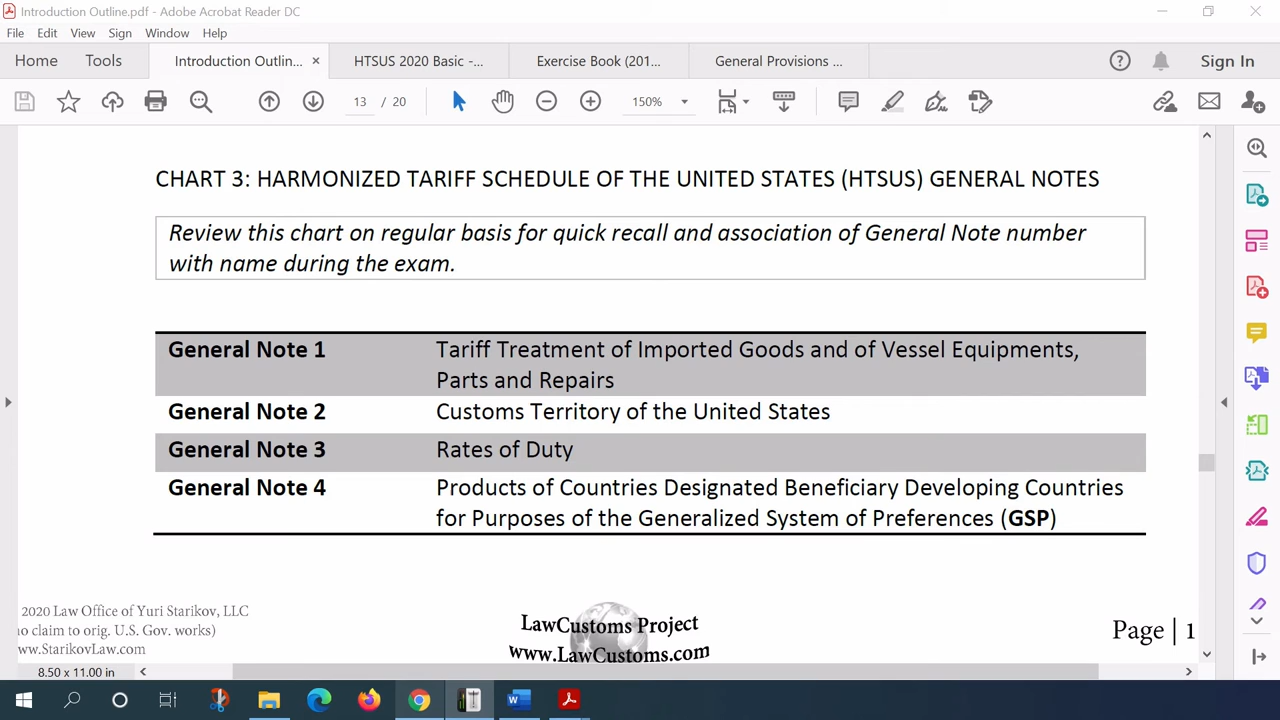 Introduction Outline.pdf - Adobe Acrobat Reader DC
File Edit View Sign Window Help
Home Tools Introduction Outlin... × HTSUS 2020 Basic -... Exercise Book (201... General Provisions ... Sign In
13 / 20 150%
CHART 3: HARMONIZED TARIFF SCHEDULE OF THE UNITED STATES (HTSUS) GENERAL NOTES
Review this chart on regular basis for quick recall and association of General Note number
with name during the exam.
General Note 1 Tariff Treatment of Imported Goods and of Vessel Equipments,
Parts and Repairs
General Note 2 Customs Territory of the United States
General Note 3 Rates of Duty
General Note 4 Products of Countries Designated Beneficiary Developing Countries
for Purposes of the Generalized System of Preferences (GSP)
2020 Law Office of Yuri Starikov, LLC
no claim to orig. U.S. Gov. works)
www.StarikovLaw.com
LawCustoms Project
www.LawCustoms.com
Page | 1
8.50 x 11.00 in